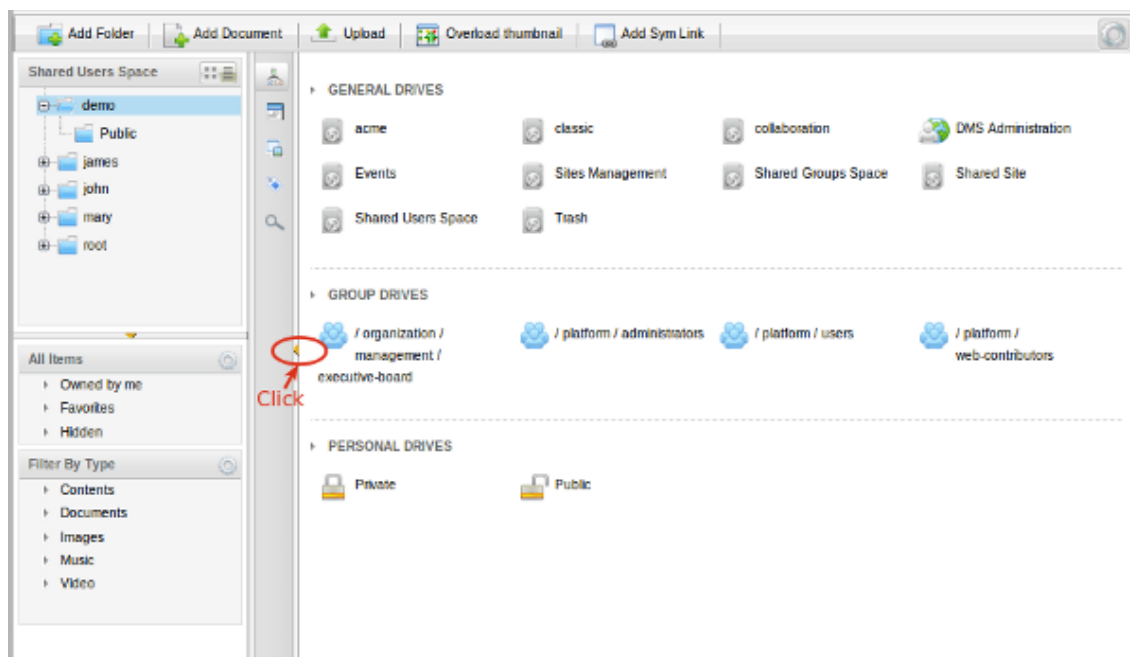 Add Folder
Add Document
Upload
Overload thumbnail
Add Sym Link
Shared Users Space
demo
Public
james
john
mary
root
All Items
Owned by me
Favorites
Hidden
Filter By Type
Contents
Documents
Images
Music
Video
Click
GENERAL DRIVES
acme
classic
collaboration
DMS Administration
Events
Sites Management
Shared Groups Space
Shared Site
Shared Users Space
Trash
GROUP DRIVES
/ organization /
management /
executive-board
/ platform / administrators
/ platform / users
/ platform /
web-contributors
PERSONAL DRIVES
Private
Public